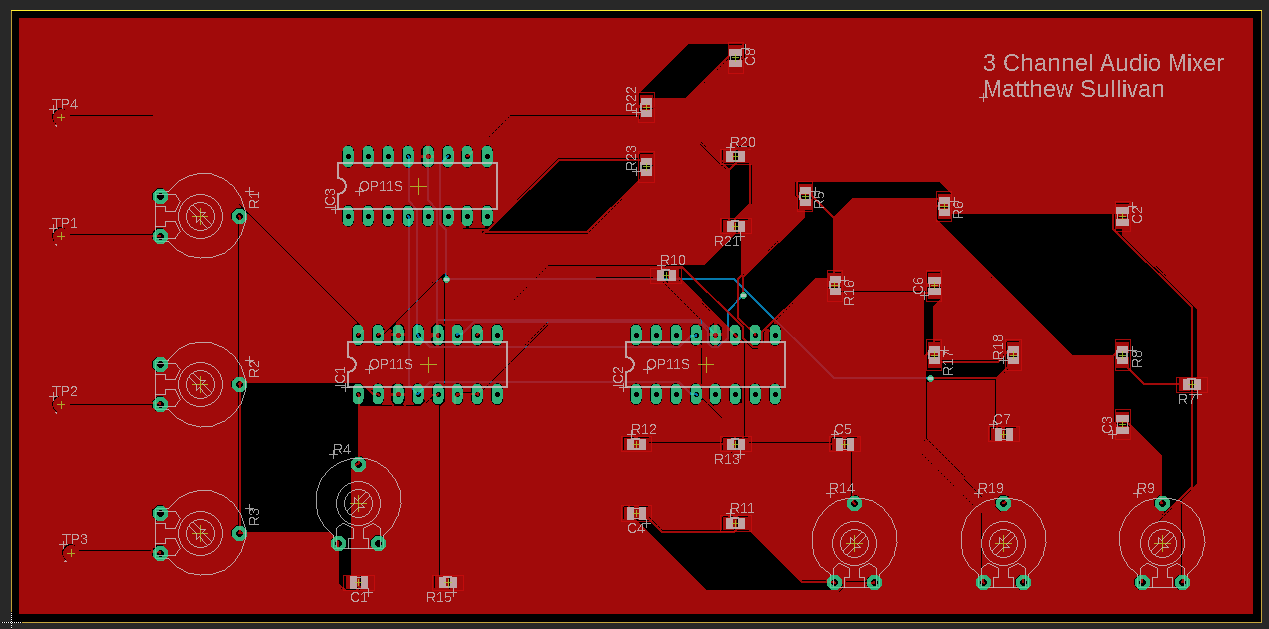 3 Channel Audio Mixer
Matthew Sullivan
C8
TP4
R22
R20
R23
OP11S
IC3
R1
R5
R6
C2
TP1
R21
R10
R16
C6
OP11S
IC1
OP11S
IC2
R17
R18
R8
R2
R7
TP2
C7
C3
R12
R13
C5
R4
R14
R19
R9
R3
C4
R11
TP3
C1
R15